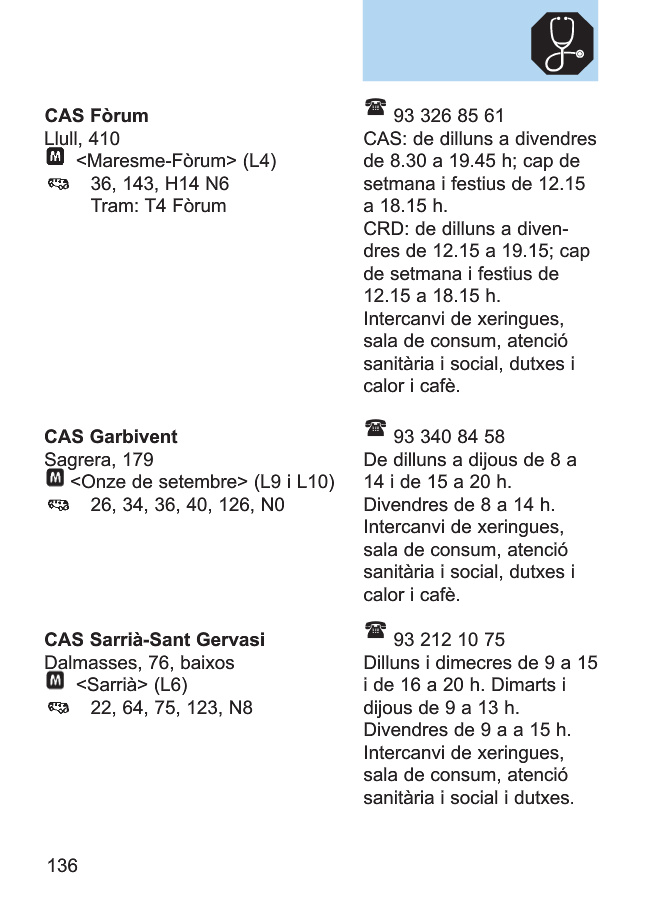 CAS Fòrum
Llull, 410
M <Maresme-Fòrum> (L4)
36, 143, H14 N6
Tram: T4 Fòrum
93 326 85 61
CAS: de dilluns a divendres
de 8.30 a 19.45 h; cap de
setmana i festius de 12.15
a 18.15 h.
CRD: de dilluns a diven-
dres de 12.15 a 19.15; cap
de setmana i festius de
12.15 a 18.15 h.
Intercanvi de xeringues,
sala de consum, atenció
sanitària i social, dutxes i
calor i cafè.
CAS Garbivent
Sagrera, 179
M <Onze de setembre> (L9 i L10)
26, 34, 36, 40, 126, N0
93 340 84 58
De dilluns a dijous de 8 a
14 i de 15 a 20 h.
Divendres de 8 a 14 h.
Intercanvi de xeringues,
sala de consum, atenció
sanitària i social, dutxes i
calor i cafè.
CAS Sarrià-Sant Gervasi
Dalmasses, 76, baixos
M <Sarrià> (L6)
22, 64, 75, 123, N8
93 212 10 75
Dilluns i dimecres de 9 a 15
i de 16 a 20 h. Dimarts i
dijous de 9 a 13 h.
Divendres de 9 a a 15 h.
Intercanvi de xeringues,
sala de consum, atenció
sanitària i social i dutxes.
136